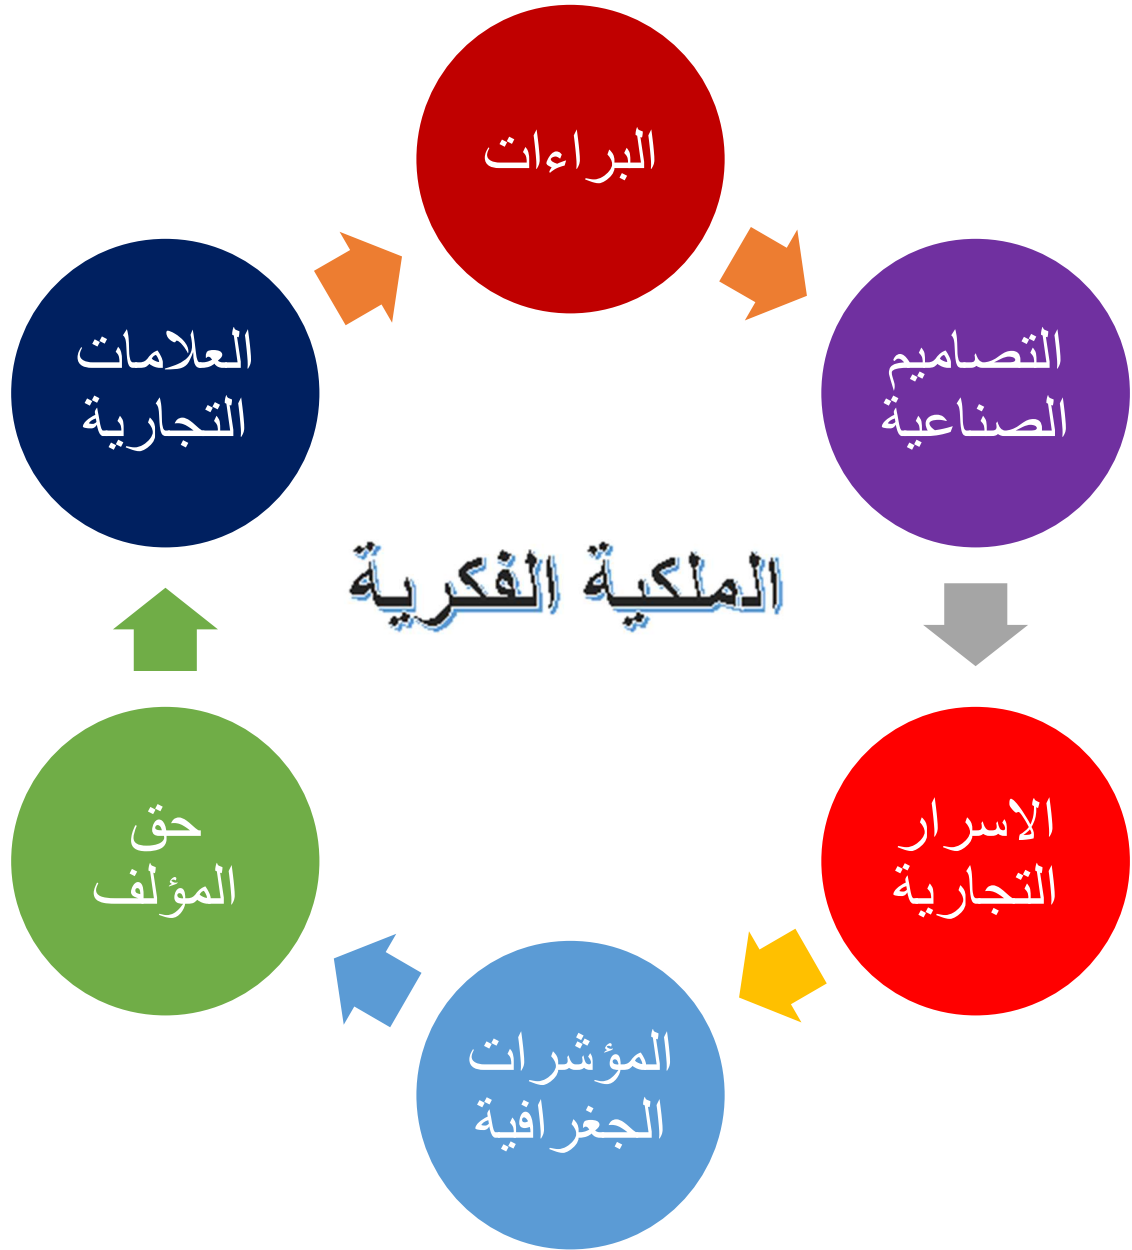 البراءات
التصاميم
الصناعية
الاسرار
التجارية
المؤشرات
الجغرافية
حق
المؤلف
العلامات
التجارية
الملكية الفكرية